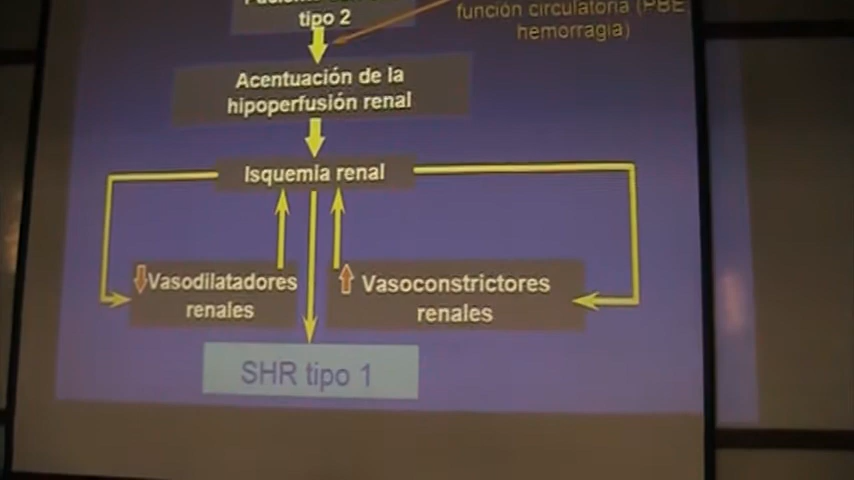 tipo 2
función circulatoria (PBE,
hemorragia)
Acentuación de la
hipoperfusión renal
Isquemia renal
Vasodilatadores
renales
Vasoconstrictores
renales
SHR tipo 1